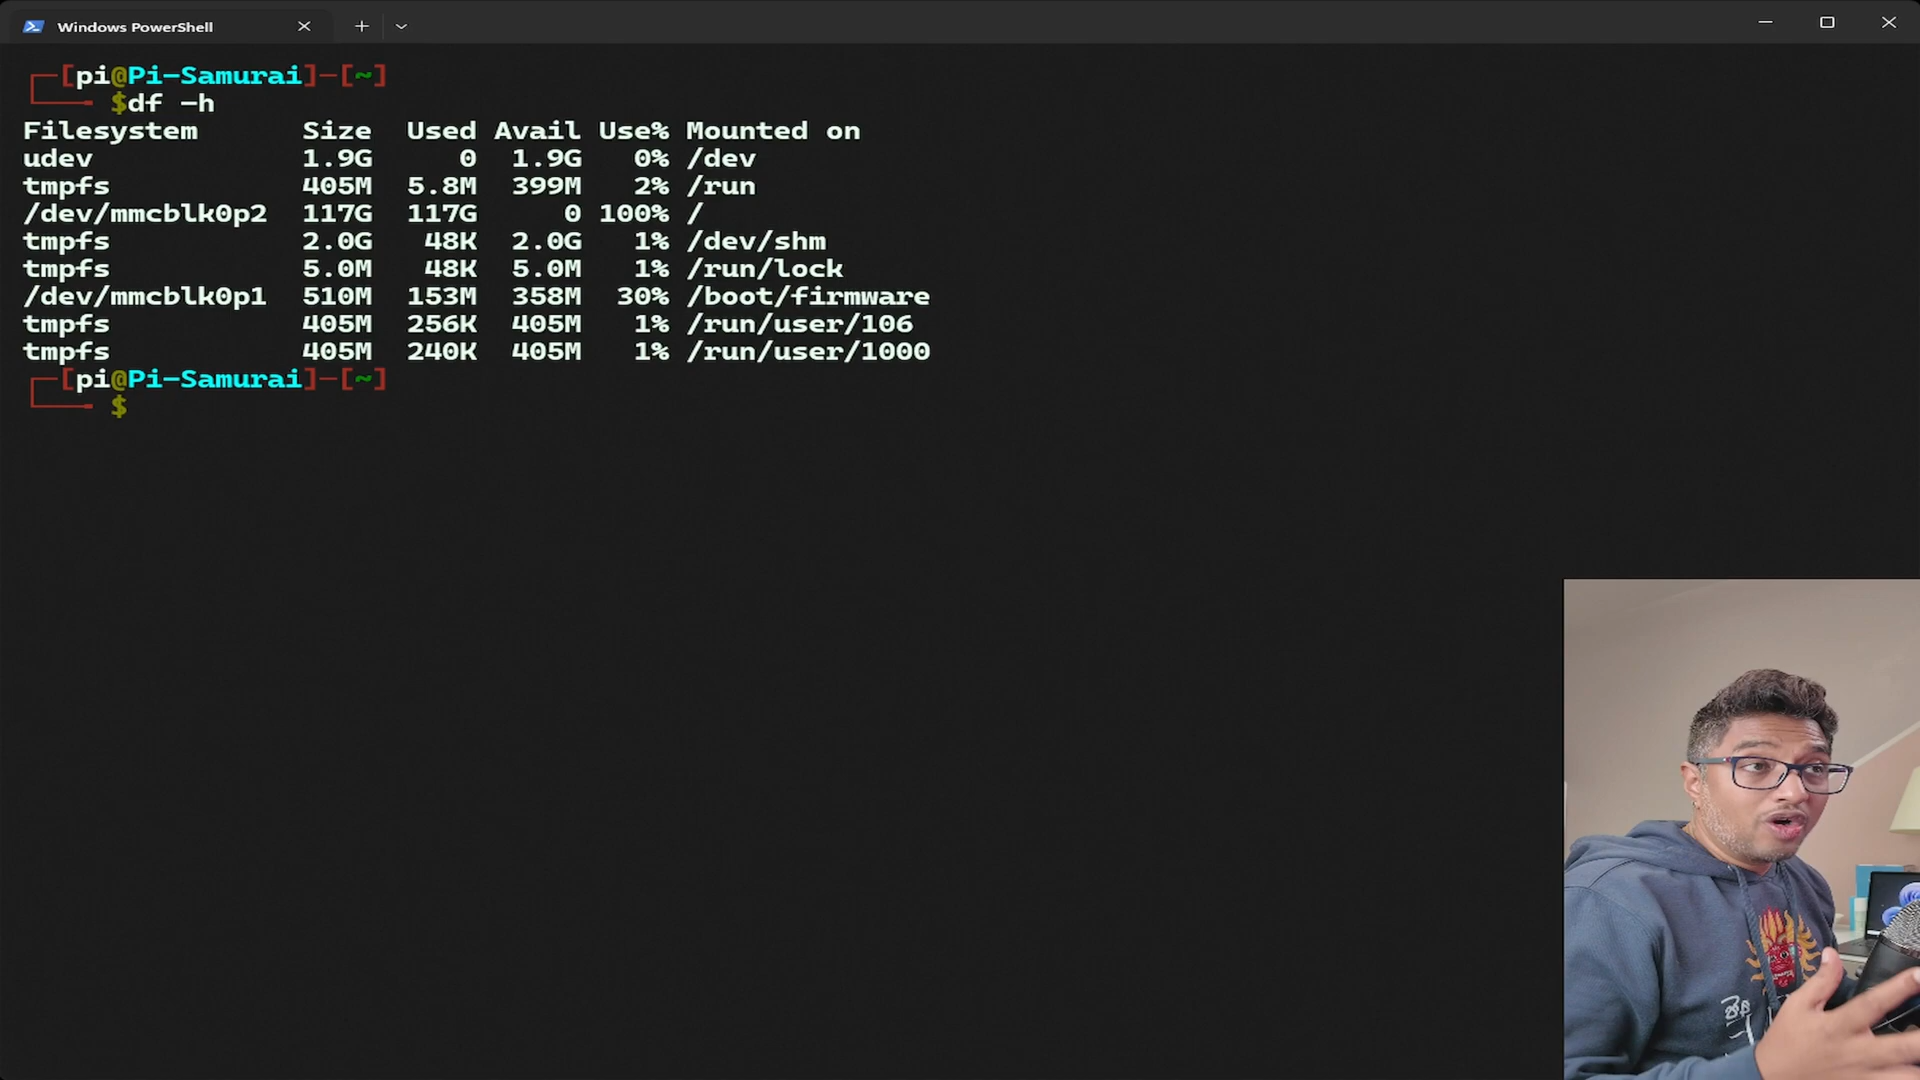 Windows PowerShell
[pi@Pi-Samurai]-[~]
$df -h
Filesystem Size Used Avail Use% Mounted on
udev 1.9G 0 1.9G 0% /dev
tmpfs 405M 5.8M 399M 2% /run
/dev/mmcblk0p2 117G 117G 0 100% /
tmpfs 2.0G 48K 2.0G 1% /dev/shm
tmpfs 5.0M 48K 5.0M 1% /run/lock
/dev/mmcblk0p1 510M 153M 358M 30% /boot/firmware
tmpfs 405M 256K 405M 1% /run/user/106
tmpfs 405M 240K 405M 1% /run/user/1000
[pi@Pi-Samurai]-[~]
$